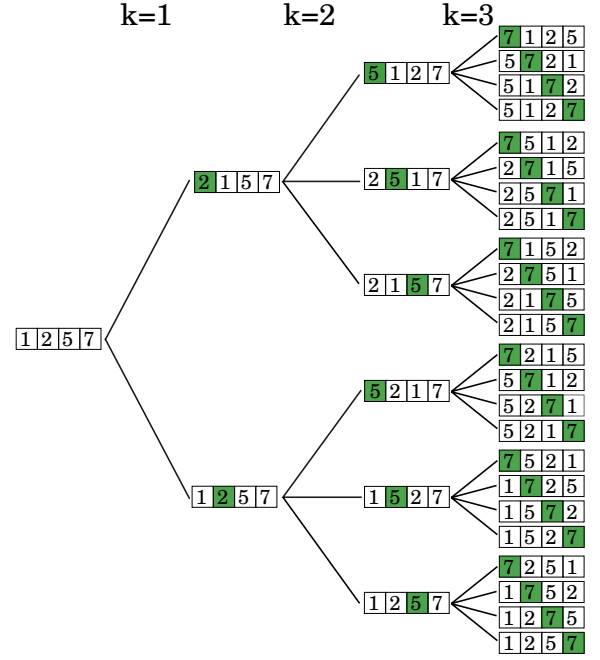 k=1 k=2 k=3
7 1 2 5
5 7 2 1
5 1 2 7
5 1 7 2
5 1 2 7
7 5 1 2
2 7 1 5
2 1 5 7
2 5 1 7
2 5 7 1
2 5 1 7
7 1 5 2
2 7 5 1
2 1 5 7
2 1 7 5
2 1 5 7
1 2 5 7
7 2 1 5
5 7 1 2
5 2 1 7
5 2 7 1
5 2 1 7
7 5 2 1
1 7 2 5
1 2 5 7
1 5 2 7
1 5 7 2
1 5 2 7
7 2 5 1
1 7 5 2
1 2 5 7
1 2 7 5
1 2 5 7